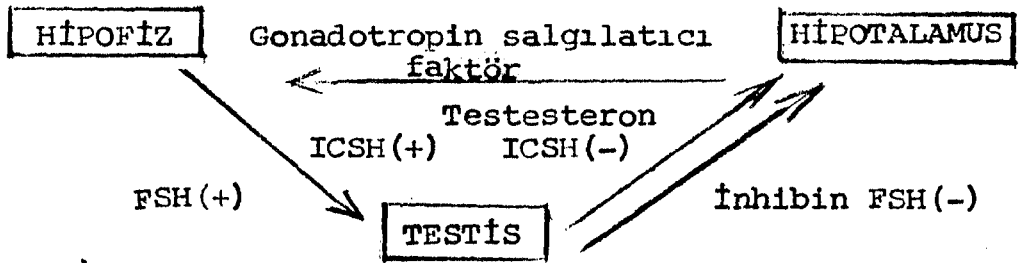 HİPOFİZ Gonadotropin salgılatıcı HİPOTALAMUS
faktör
Testesteron
ICSH(+) ICSH(-)
FSH(+) İnhibin FSH(-)
TESTİS